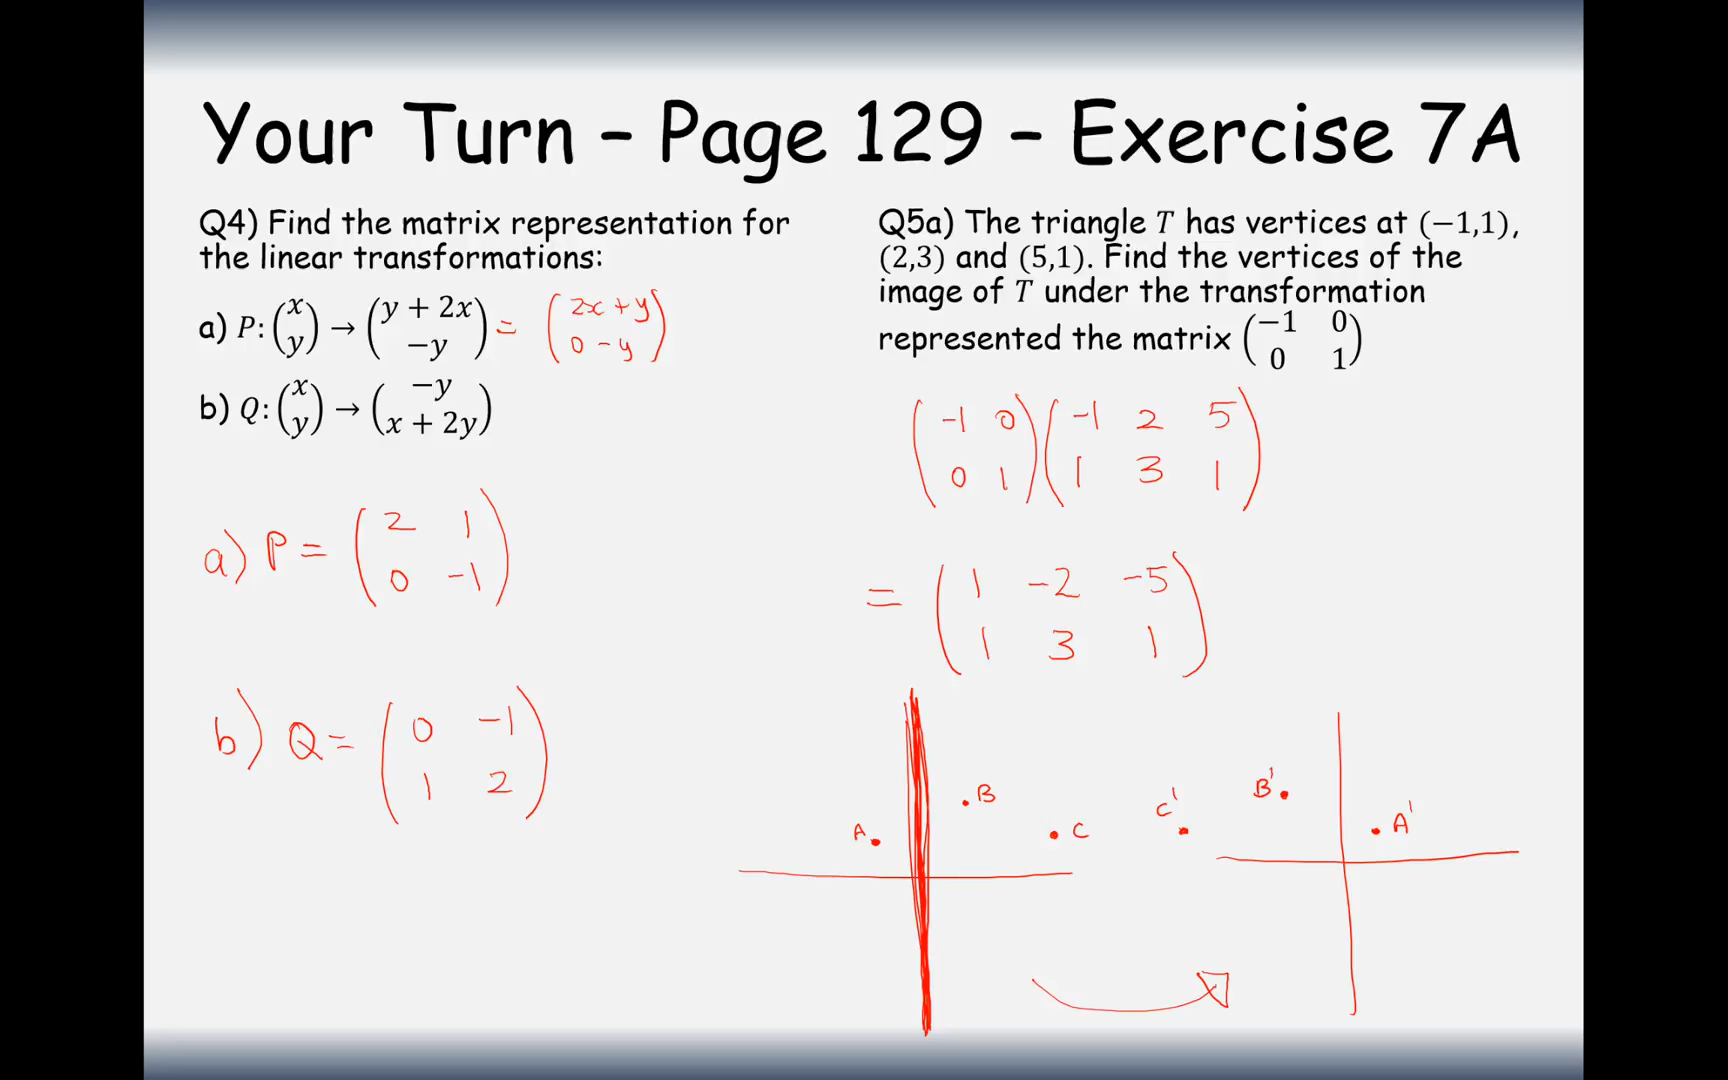 Your Turn – Page 129 – Exercise 7A
Q4) Find the matrix representation for
the linear transformations:
a) P: (x y) → (y + 2x −y) = (2x + y 0 - y)
b) Q: (x y) → (−y x + 2y)
a) P = (2 1
0 -1)
b) Q = (0 -1
1 2)
Q5a) The triangle T has vertices at (−1,1),
(2,3) and (5,1). Find the vertices of the
image of T under the transformation
represented the matrix (−1 0
0 1)
(-1 0) (-1 2 5)
(0 1) (1 3 1)
= (1 -2 -5
1 3 1)
A B C
C' B' A'